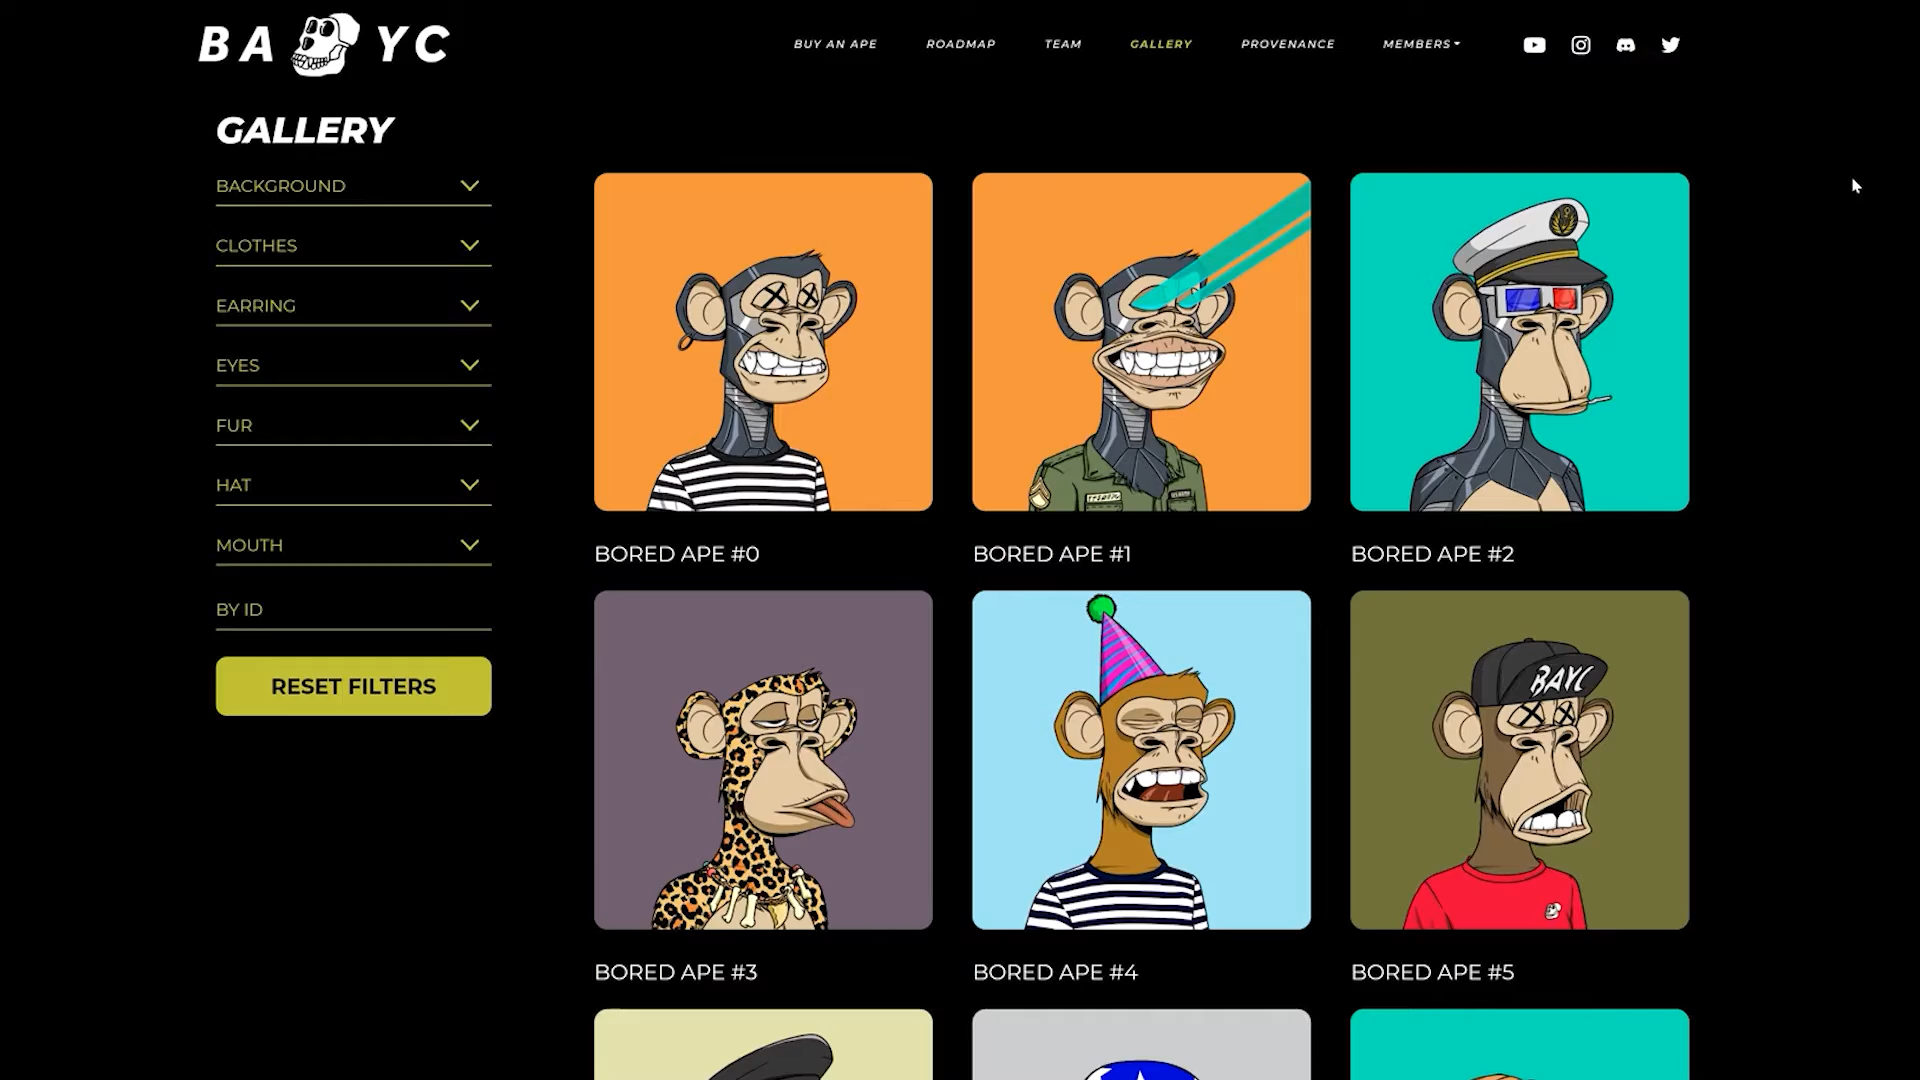 BA YC
BUY AN APE
ROADMAP
TEAM
GALLERY
PROVENANCE
MEMBERS
GALLERY
BACKGROUND
CLOTHES
EARRING
EYES
FUR
HAT
MOUTH
BY ID
RESET FILTERS
BORED APE #0
BORED APE #1
BORED APE #2
BAYC
BORED APE #3
BORED APE #4
BORED APE #5